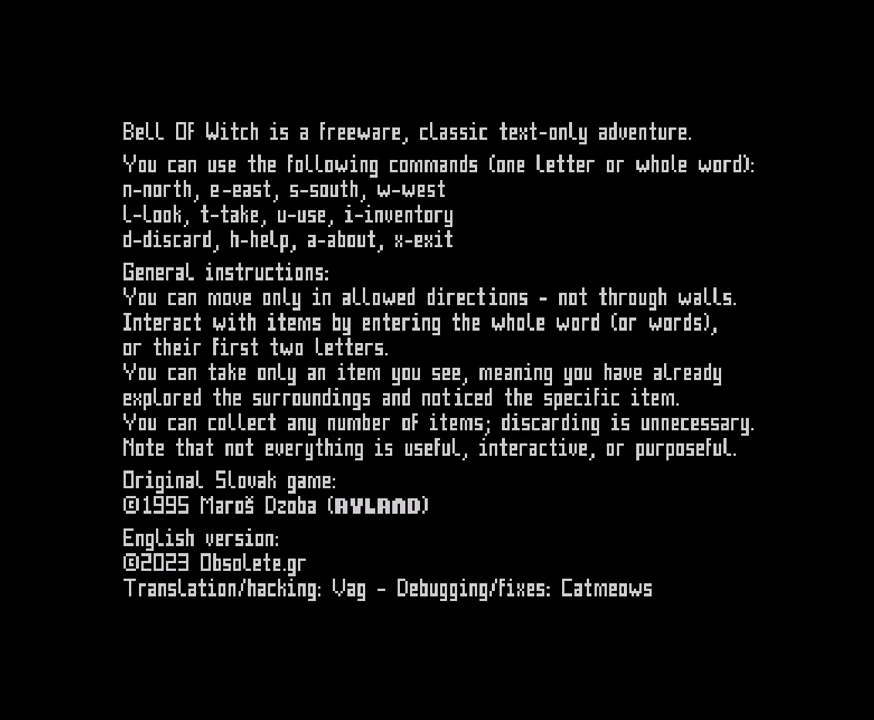 Bell Of Witch is a freeware, classic text-only adventure.
You can use the following commands (one letter or whole word):
n-north, e-east, s-south, w-west
l-look, t-take, u-use, i-inventory
d-discard, h-help, a-about, x-exit
General instructions:
You can move only in allowed directions - not through walls.
Interact with items by entering the whole word (or words),
or their first two letters.
You can take only an item you see, meaning you have already
explored the surroundings and noticed the specific item.
You can collect any number of items; discarding is unnecessary.
Note that not everything is useful, interactive, or purposeful.
Original Slovak game:
©1995 Maroš Dzoba (RYLAND)
English version:
©2023 Obsolete.gr
Translation/hacking: Vag - Debugging/fixes: Catmeows